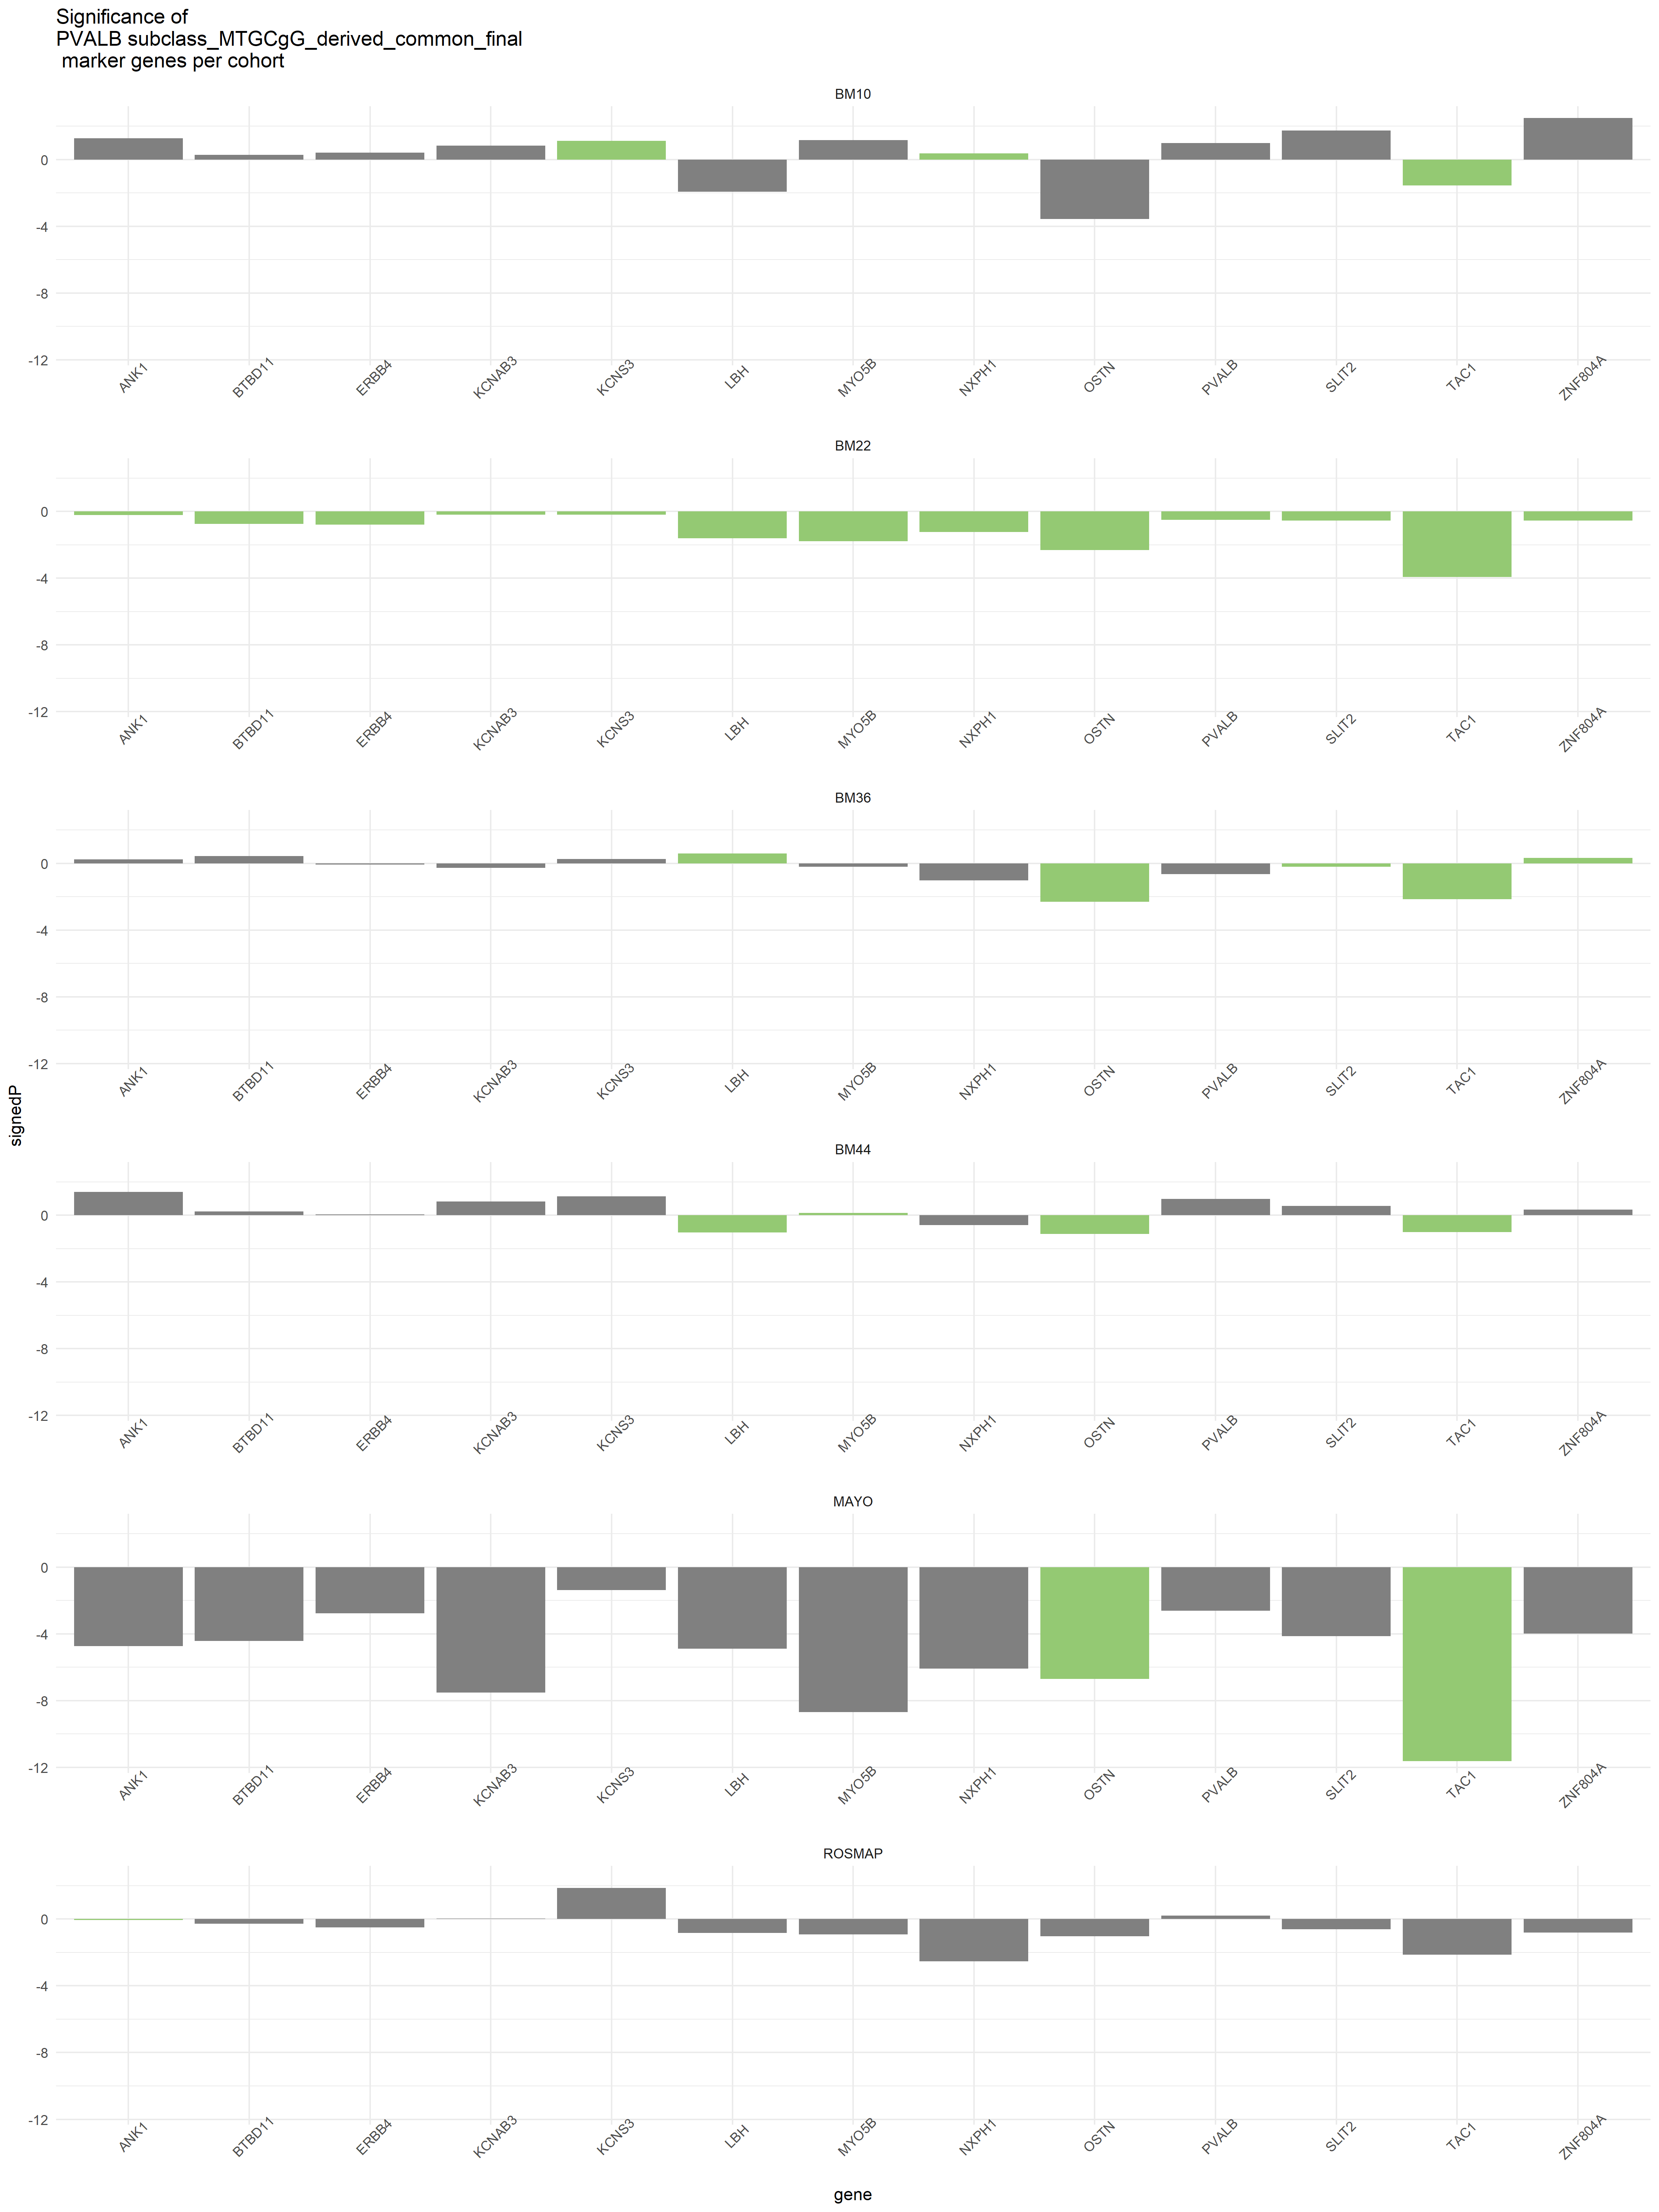 Significance of
PVALB subclass_MTGCgG_derived_common_final
marker genes per cohort
signedP
BM10
0
-4
-8
-12
ANK1 BTBD11 ERBB4 KCNAB3 KCNS3 LBH MYO5B NXPH1 OSTN PVALB SLIT2 TAC1 ZNF804A
BM22
0
-4
-8
-12
ANK1 BTBD11 ERBB4 KCNAB3 KCNS3 LBH MYO5B NXPH1 OSTN PVALB SLIT2 TAC1 ZNF804A
BM36
0
-4
-8
-12
ANK1 BTBD11 ERBB4 KCNAB3 KCNS3 LBH MYO5B NXPH1 OSTN PVALB SLIT2 TAC1 ZNF804A
BM44
0
-4
-8
-12
ANK1 BTBD11 ERBB4 KCNAB3 KCNS3 LBH MYO5B NXPH1 OSTN PVALB SLIT2 TAC1 ZNF804A
MAYO
0
-4
-8
-12
ANK1 BTBD11 ERBB4 KCNAB3 KCNS3 LBH MYO5B NXPH1 OSTN PVALB SLIT2 TAC1 ZNF804A
ROSMAP
0
-4
-8
-12
ANK1 BTBD11 ERBB4 KCNAB3 KCNS3 LBH MYO5B NXPH1 OSTN PVALB SLIT2 TAC1 ZNF804A
gene